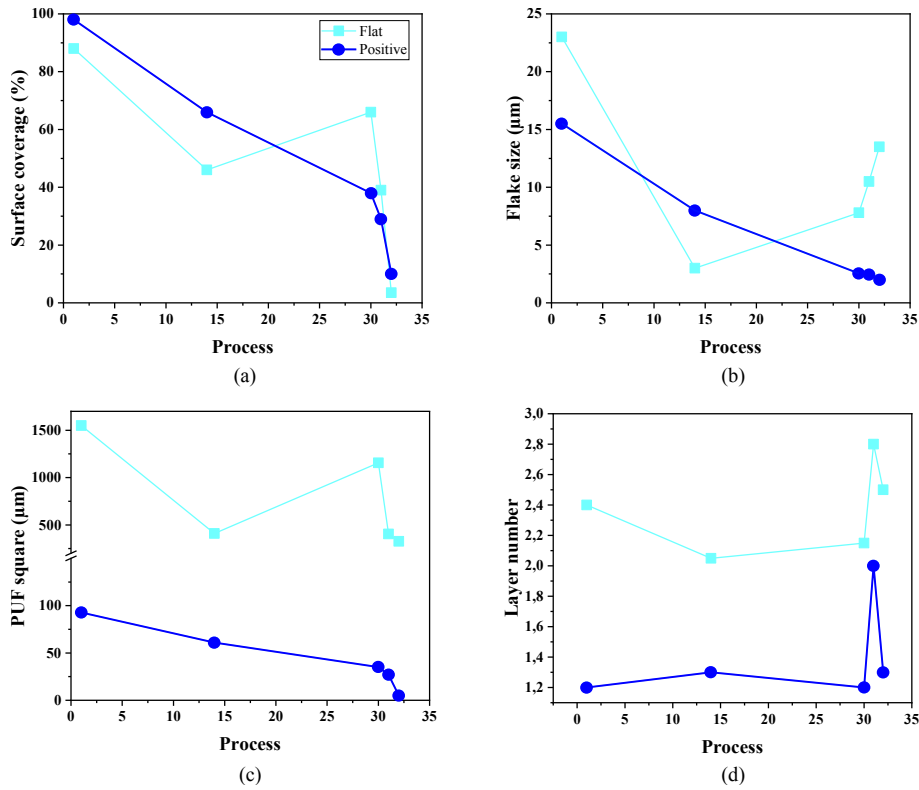 100
80
60
40
20
0
Surface coverage (%)
Flat
Positive
0 5 10 15 20 25 30 35
Process
(a)
25
20
15
10
5
0
Flake size (μm)
0 5 10 15 20 25 30 35
Process
(b)
1500
1000
500
100
50
0
PUF square (μm)
0 5 10 15 20 25 30 35
Process
(c)
3,0
2,8
2,6
2,4
2,2
2,0
1,8
1,6
1,4
1,2
Layer number
0 5 10 15 20 25 30 35
Process
(d)